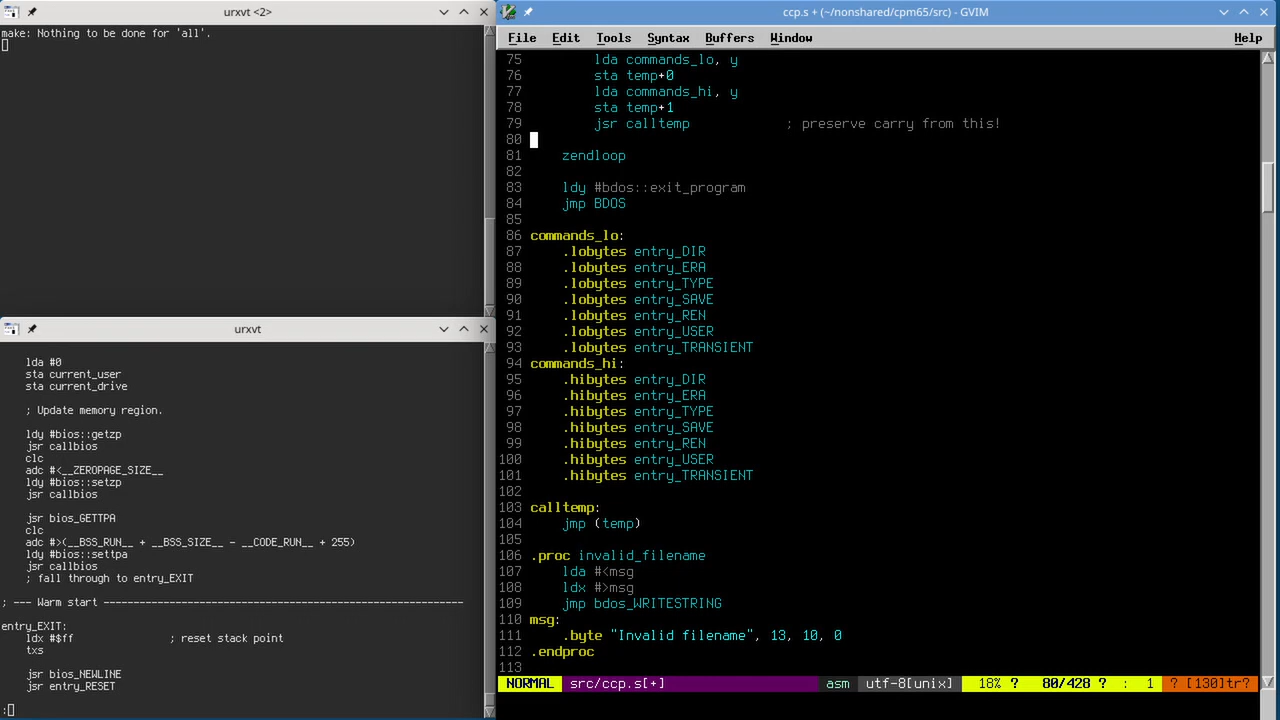 urxvt <2>
make: Nothing to be done for 'all'.
urxvt
    lda #0
    sta current_user
    sta current_drive
    ; Update memory region.
    ldy #bios::getzp
    jsr callbios
    clc
    adc #<__ZEROPAGE_SIZE__
    ldy #bios::setzp
    jsr callbios
    jsr bios_GETTPA
    clc
    adc #>(__BSS_RUN__ + __BSS_SIZE__ - __CODE_RUN__ + 255)
    ldy #bios::settpa
    jsr callbios
    ; fall through to entry_EXIT
; --- Warm start ------------------------------------------------------------
entry_EXIT:
    ldx #$ff                ; reset stack point
    txs
    jsr bios_NEWLINE
    jsr entry_RESET
:
ccp.s + (~/nonshared/cpm65/src) - GVIM
File Edit Tools Syntax Buffers Window Help
75         lda commands_lo, y
76         sta temp+0
77         lda commands_hi, y
78         sta temp+1
79         jsr calltemp            ; preserve carry from this!
80
81     zendloop
82
83     ldy #bdos::exit_program
84     jmp BDOS
85
86 commands_lo:
87     .lobytes entry_DIR
88     .lobytes entry_ERA
89     .lobytes entry_TYPE
90     .lobytes entry_SAVE
91     .lobytes entry_REN
92     .lobytes entry_USER
93     .lobytes entry_TRANSIENT
94 commands_hi:
95     .hibytes entry_DIR
96     .hibytes entry_ERA
97     .hibytes entry_TYPE
98     .hibytes entry_SAVE
99     .hibytes entry_REN
100     .hibytes entry_USER
101     .hibytes entry_TRANSIENT
102
103 calltemp:
104     jmp (temp)
105
106 .proc invalid_filename
107     lda #<msg
108     ldx #>msg
109     jmp bdos_WRITESTRING
110 msg:
111     .byte "Invalid filename", 13, 10, 0
112 .endproc
113
NORMAL src/ccp.s[+] asm utf-8[unix] 18% ? 80/428 ? : 1 ? [130]tr?